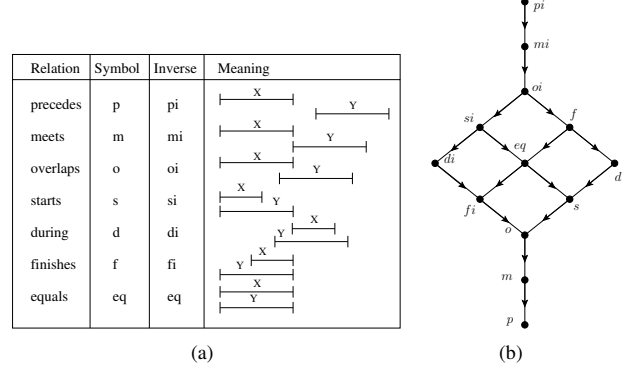 Relation Symbol Inverse Meaning
precedes p pi X Y
meets m mi X Y
overlaps o oi X Y
starts s si X Y
during d di X Y
finishes f fi X Y
equals eq eq X Y
(a)
pi
mi
oi
si f
di eq d
fi s
o
m
p
(b)